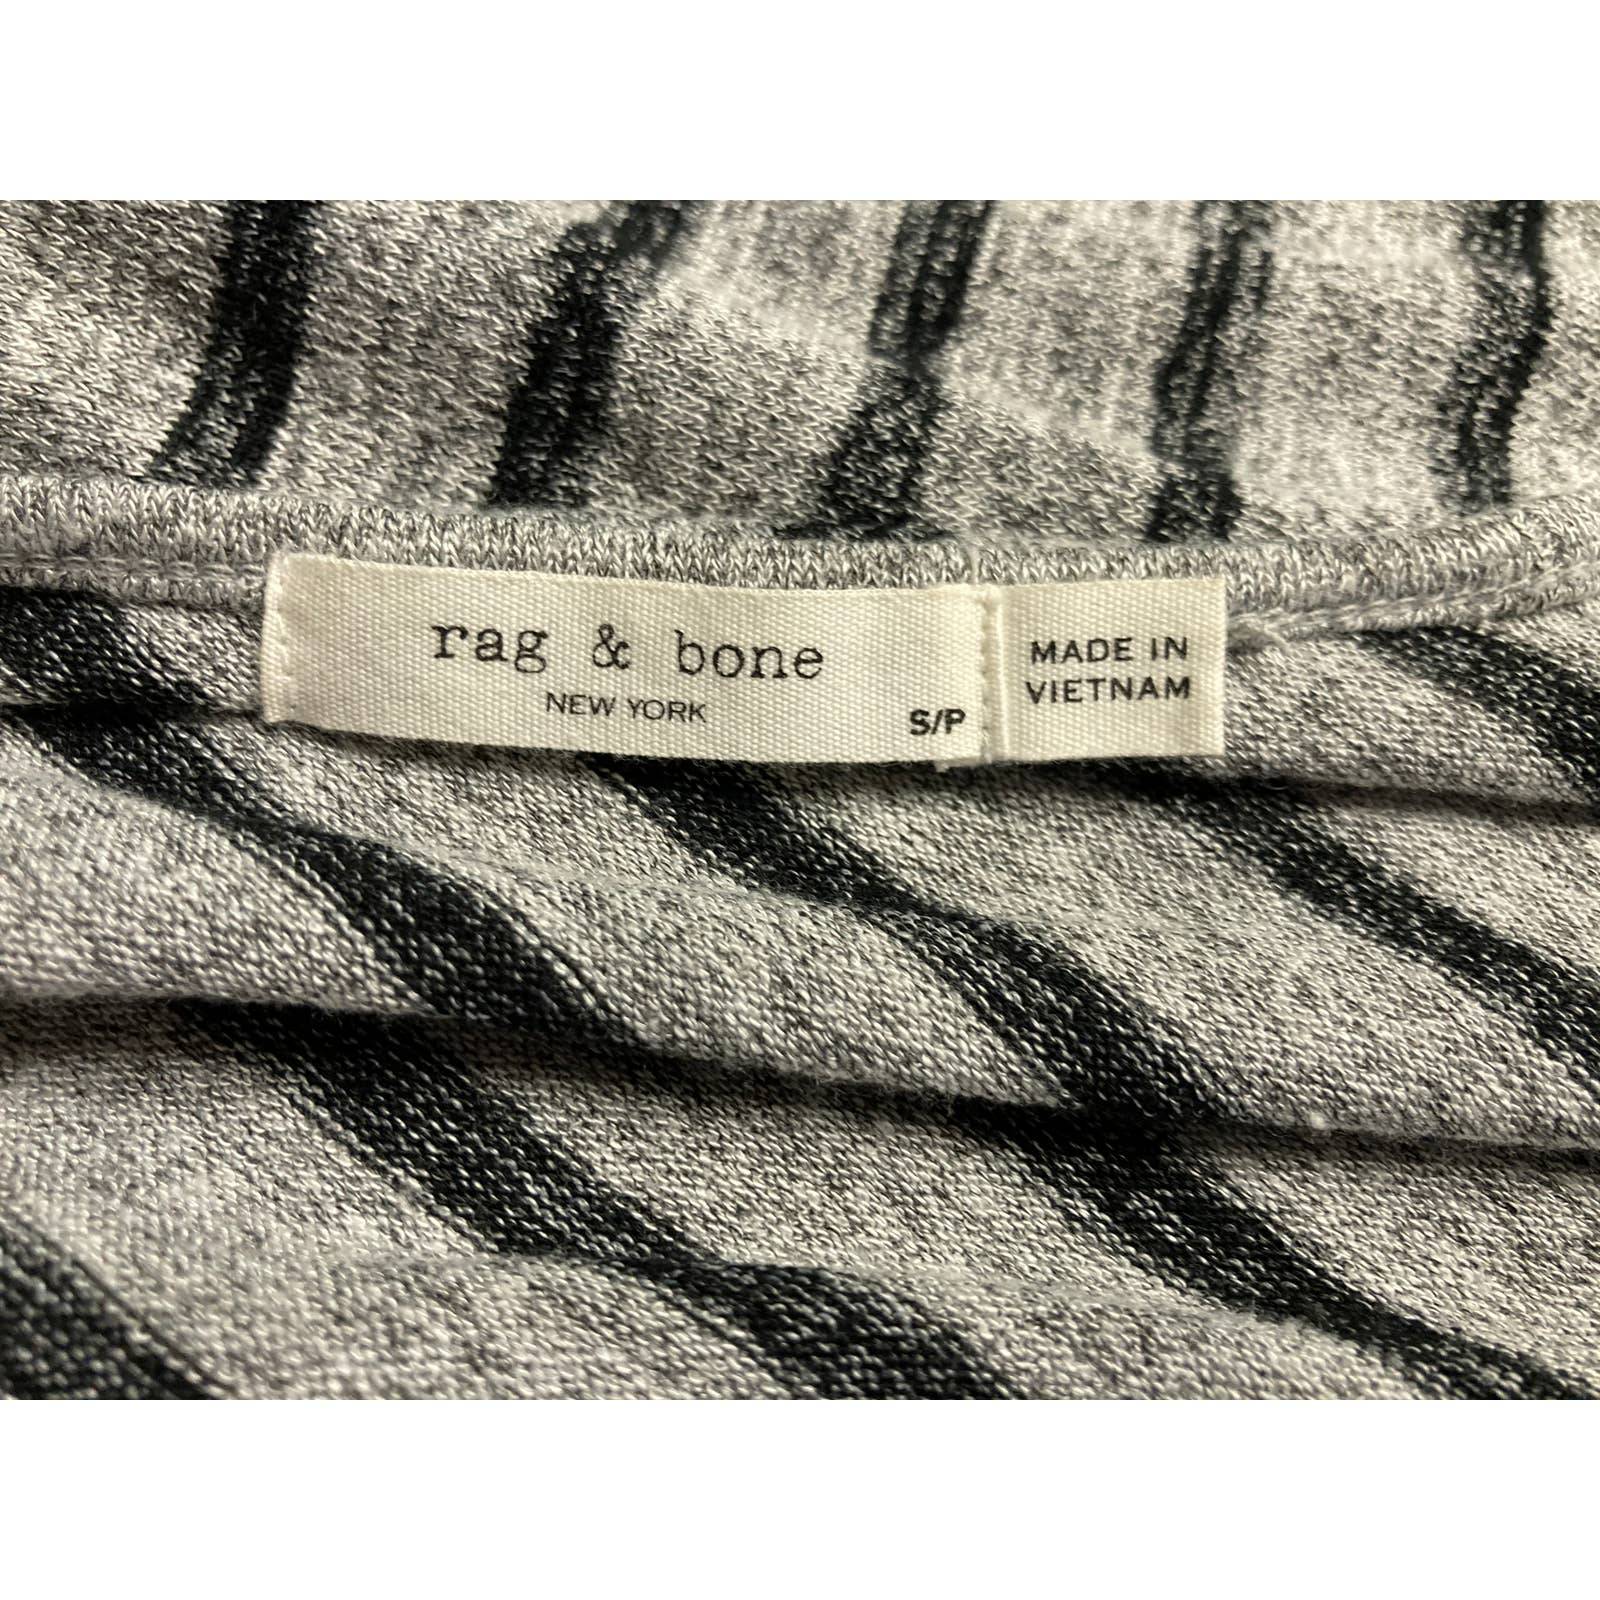 rag & bone
NEW YORK
S/P
MADE IN
VIETNAM